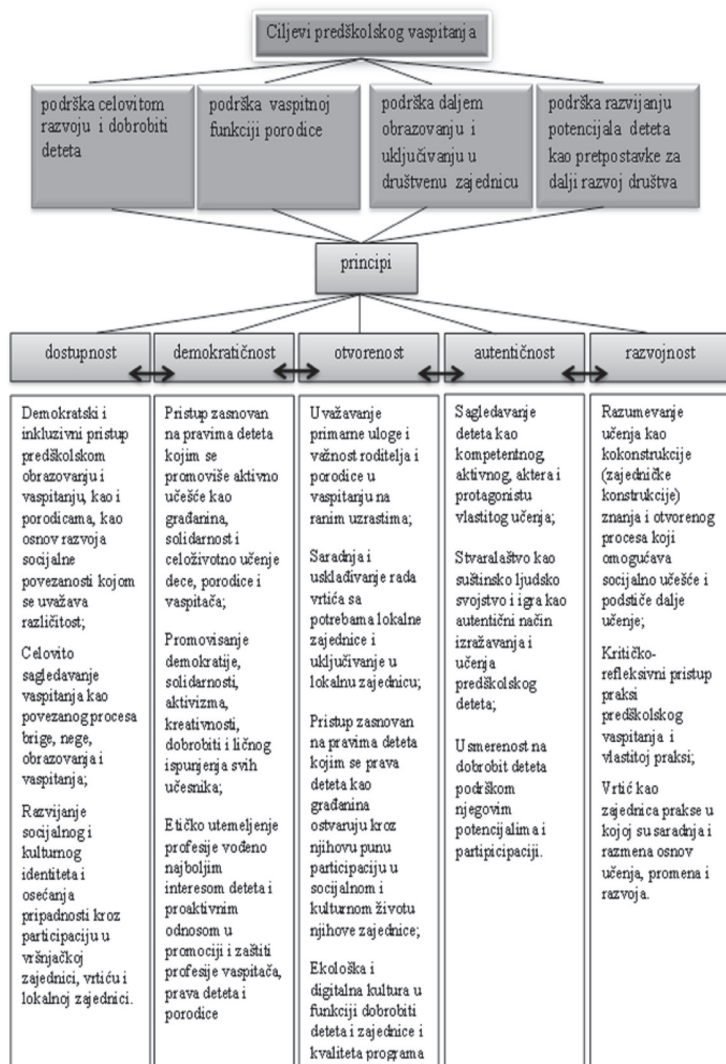 Ciljevi predškolskog vaspitanja
podrška celovitom
razvoju i dobrobiti
deteta
podrška vaspitnoj
funkciji porodice
podrška daljem
obrazovanju i
uključivanju u
društvenu zajednicu
podrška razvijanju
potencijala deteta
kao pretpostavke za
dalji razvoj društva
principi
dostupnost
demokratičnost
otvorenost
autentičnost
razvojnost
Demokratski i
inkluzivni pristup
predškolskom
obrazovanju i
vaspitanju, kao i
porodicama, kao
osnov razvoja
socijalne
povezanosti kojom
se uvažava
različitost;
Celovito
sagledavanje
vaspitanja kao
povezanog procesa
brige, nege,
obrazovanja i
vaspitanja;
Razvijanje
socijalnog i
kulturnog
identiteta i
osećanja
pripadnosti kroz
participaciju u
vršnjačkoj
zajednici, vrtiću i
lokalnoj zajednici.
Pristup zasnovan
na pravima deteta
kojim se
promoviše aktivno
učešće kao
građanina,
solidarnost i
celoživotno učenje
dece, porodice i
vaspitača;
Promovisanje
demokratije,
solidarnosti,
aktivizma,
kreativnosti,
dobrobiti i ličnog
ispunjenja svih
učesnika;
Etičko utemeljenje
profesije vođeno
najboljim
interesom deteta i
proaktivnim
odnosom u
promociji i zaštiti
profesije vaspitača,
prava deteta i
porodice
Uvažavanje
primarne uloge i
važnost roditelja i
porodice u
vaspitanju na
ranim uzrastima;
Saradnja i
usklađivanje rada
vrtića sa
potrebama lokalne
zajednice i
uključivanje u
lokalnu zajednicu;
Pristup zasnovan
na pravima deteta
kojim se prava
deteta kao
građanina
ostvaruju kroz
njihovu punu
participaciju u
socijalnom i
kulturnom životu
njihove zajednice;
Ekološka i
digitalna kultura u
funkciji dobrobiti
deteta i zajednice i
kvaliteta programa
Sagledavanje
deteta kao
kompetentnog,
aktivnog, aktera i
protagonistu
vlastitog učenja;
Stvaralaštvo kao
suštinsko ljudsko
svojstvo i igra kao
autentični način
izražavanja i
učenja
predškolskog
deteta;
Usmerenost na
dobrobit deteta
podrškom
njegovim
potencijalima i
partipicipaciji.
Razumevanje
učenja kao
kokonstrukcije
(zajedničke
konstrukcije)
znanja i otvorenog
procesa koji
omogućava
socijalno učešće i
podstiče dalje
učenje;
Kritičko-
refleksivni pristup
praksi
predškolskog
vaspitanja i
vlastitoj praksi;
Vrtić kao
zajednica prakse u
kojoj su saradnja i
razmena osnov
učenja, promena i
razvoja.